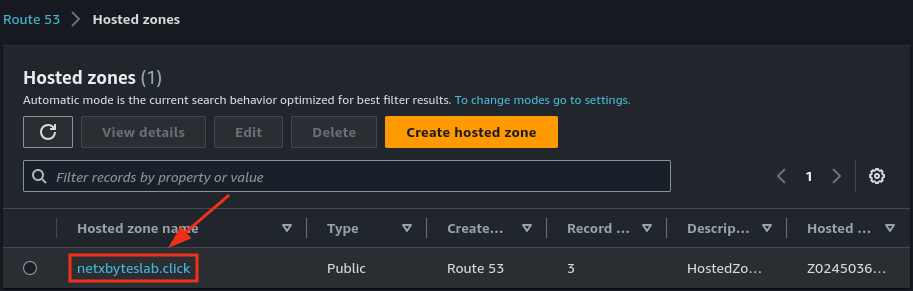 Route 53 > Hosted zones
Hosted zones (1)
Automatic mode is the current search behavior optimized for best filter results. To change modes go to settings.
View details Edit Delete Create hosted zone
Filter records by property or value 1
Hosted zone name Type Create... Record ... Descrip... Hosted ...
netxbyteslab.click Public Route 53 3 HostedZo... Z0245036...